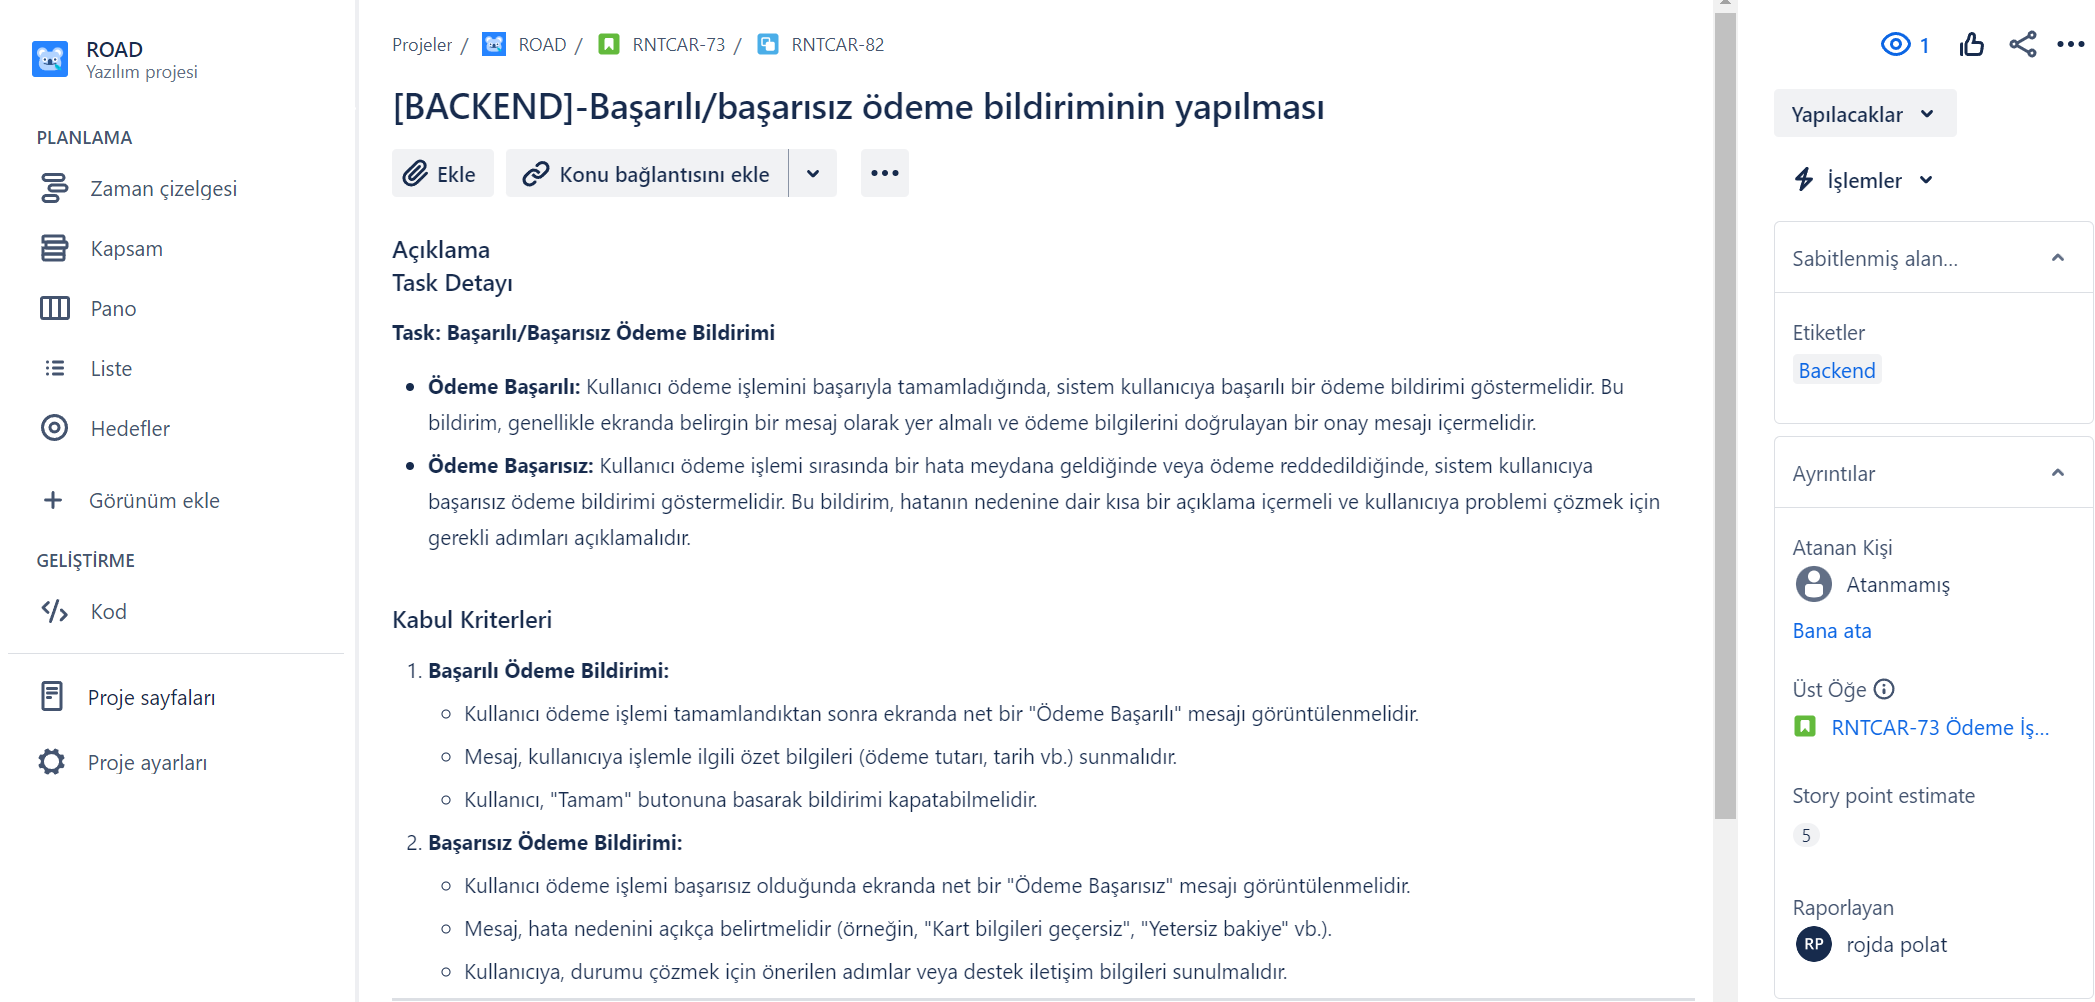 ROAD
Yazılım projesi
PLANLAMA
Zaman çizelgesi
Kapsam
Pano
Liste
Hedefler
Görünüm ekle
GELİŞTİRME
Kod
Proje sayfaları
Proje ayarları
Projeler / ROAD / RNTCAR-73 / RNTCAR-82
[BACKEND]-Başarılı/başarısız ödeme bildiriminin yapılması
Ekle
Konu bağlantısını ekle
Açıklama
Task Detayı
Task: Başarılı/Başarısız Ödeme Bildirimi
• Ödeme Başarılı: Kullanıcı ödeme işlemini başarıyla tamamladığında, sistem kullanıcıya başarılı bir ödeme bildirimi göstermelidir. Bu
bildirim, genellikle ekranda belirgin bir mesaj olarak yer almalı ve ödeme bilgilerini doğrulayan bir onay mesajı içermelidir.
• Ödeme Başarısız: Kullanıcı ödeme işlemi sırasında bir hata meydana geldiğinde veya ödeme reddedildiğinde, sistem kullanıcıya
başarısız ödeme bildirimi göstermelidir. Bu bildirim, hatanın nedenine dair kısa bir açıklama içermeli ve kullanıcıya problemi çözmek için
gerekli adımları açıklamalıdır.
Kabul Kriterleri
1. Başarılı Ödeme Bildirimi:
Kullanıcı ödeme işlemi tamamlandıktan sonra ekranda net bir "Ödeme Başarılı" mesajı görüntülenmelidir.
Mesaj, kullanıcıya işlemle ilgili özet bilgileri (ödeme tutarı, tarih vb.) sunmalıdır.
Kullanıcı, "Tamam" butonuna basarak bildirimi kapatabilmelidir.
2. Başarısız Ödeme Bildirimi:
Kullanıcı ödeme işlemi başarısız olduğunda ekranda net bir "Ödeme Başarısız" mesajı görüntülenmelidir.
Mesaj, hata nedenini açıkça belirtmelidir (örneğin, "Kart bilgileri geçersiz", "Yetersiz bakiye" vb.).
Kullanıcıya, durumu çözmek için önerilen adımlar veya destek iletişim bilgileri sunulmalıdır.
1
Yapılacaklar
İşlemler
Sabitlenmiş alan...
Etiketler
Backend
Ayrıntılar
Atanan Kişi
Atanmamış
Bana ata
Üst Öğe
RNTCAR-73 Ödeme İş...
Story point estimate
5
Raporlayan
RP rojda polat